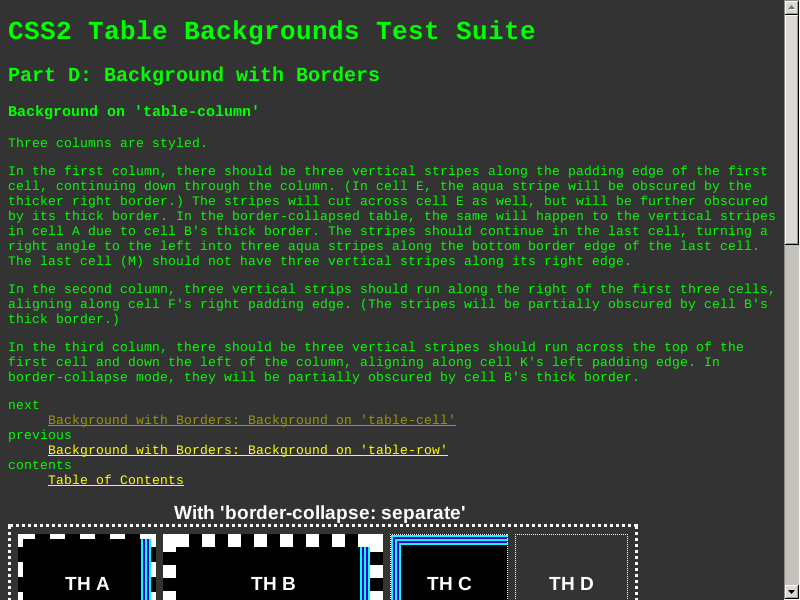 CSS2 Table Backgrounds Test Suite
Part D: Background with Borders
Background on 'table-column'
Three columns are styled.
In the first column, there should be three vertical stripes along the padding edge of the first
cell, continuing down through the column. (In cell E, the aqua stripe will be obscured by the
thicker right border.) The stripes will cut across cell E as well, but will be further obscured
by its thick border. In the border-collapsed table, the same will happen to the vertical stripes
in cell A due to cell B's thick border. The stripes should continue in the last cell, turning a
right angle to the left into three aqua stripes along the bottom border edge of the last cell.
The last cell (M) should not have three vertical stripes along its right edge.
In the second column, three vertical strips should run along the right of the first three cells,
aligning along cell F's right padding edge. (The stripes will be partially obscured by cell B's
thick border.)
In the third column, there should be three vertical stripes should run across the top of the
first cell and down the left of the column, aligning along cell K's left padding edge. In
border-collapse mode, they will be partially obscured by cell B's thick border.
next
Background with Borders: Background on 'table-cell'
previous
Background with Borders: Background on 'table-row'
contents
Table of Contents
With 'border-collapse: separate'
TH A TH B TH C TH D